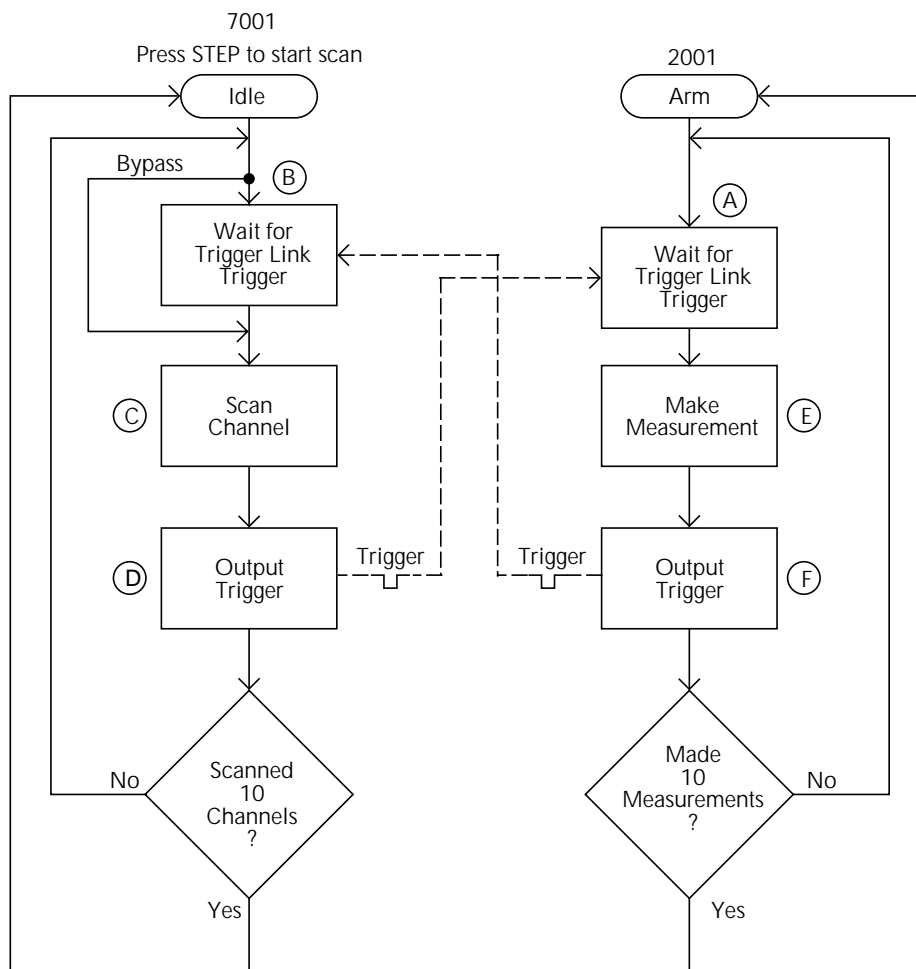 7001
Press STEP to start scan
Idle
Bypass
B
Wait for
Trigger Link
Trigger
C
Scan
Channel
D
Output
Trigger
Trigger
No
Scanned
10
Channels
?
Yes
2001
Arm
A
Wait for
Trigger Link
Trigger
Make
Measurement
E
Trigger
Output
Trigger
F
Made
10
Measurements
?
No
Yes